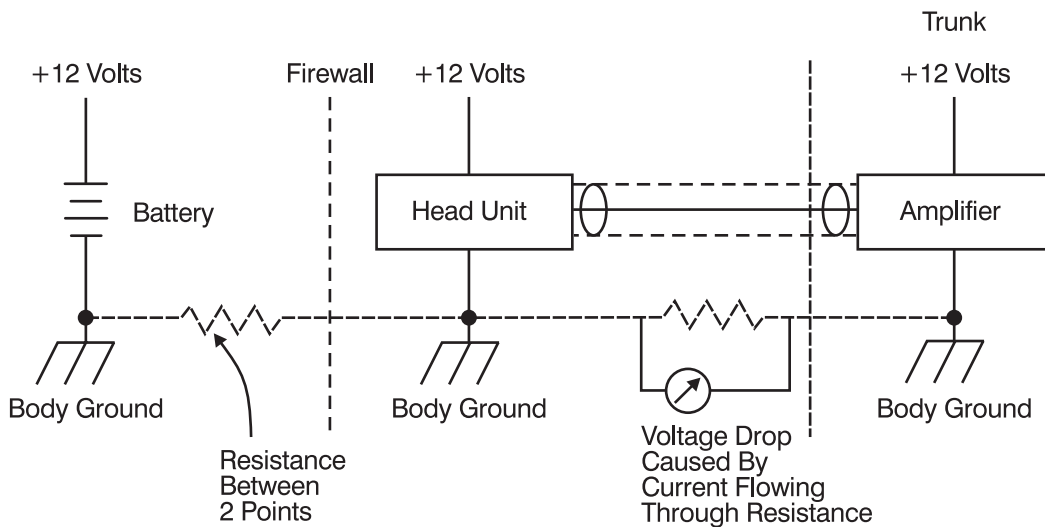 Trunk
+12 Volts
Firewall
+12 Volts
+12 Volts
Battery
Head Unit
Amplifier
Body Ground
Body Ground
Body Ground
Resistance
Between
2 Points
Voltage Drop
Caused By
Current Flowing
Through Resistance